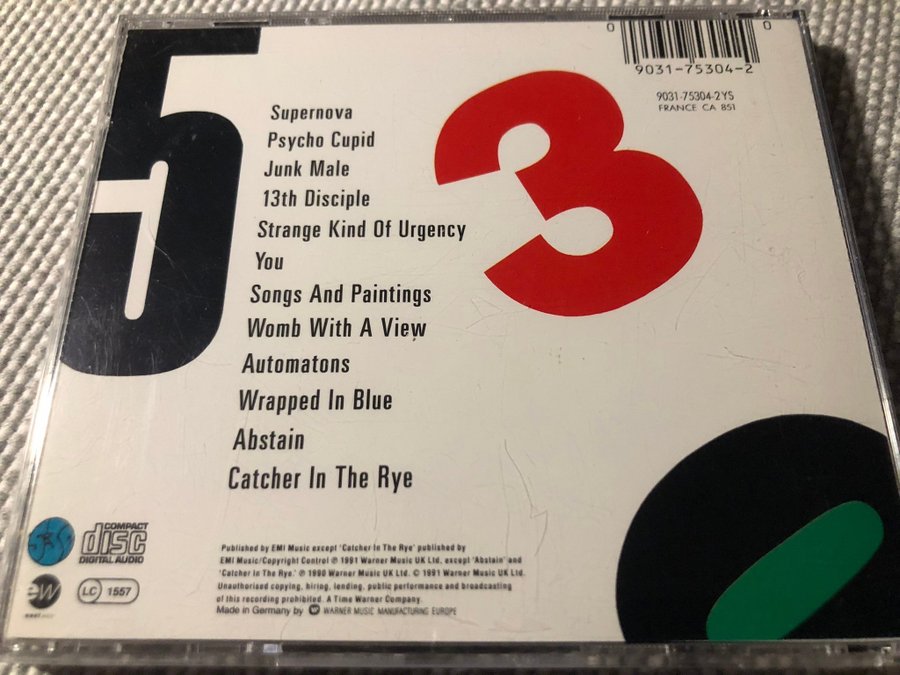 5
3
0 0
9031-75304-2
9031-75304-2YS
FRANCE CA 851
Supernova
Psycho Cupid
Junk Male
13th Disciple
Strange Kind Of Urgency
You
Songs And Paintings
Womb With A View
Automatons
Wrapped In Blue
Abstain
Catcher In The Rye
COMPACT
disc
DIGITAL AUDIO
ew
LC 1557
Published by EMI Music except 'Catcher In The Rye' published by
EMI Music/Copyright Control ℗ 1991 Warner Music UK Ltd, except 'Abstain' and
'Catcher In The Rye.' ℗ 1990 Warner Music UK Ltd. © 1991 Warner Music UK Ltd.
Unauthorised copying, hiring, lending, public performance and broadcasting
of this recording prohibited. A Time Warner Company.
Made in Germany by WARNER MUSIC MANUFACTURING EUROPE
0